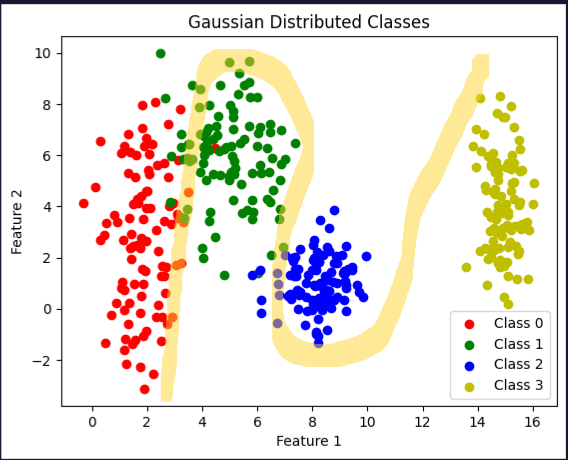 Gaussian Distributed Classes
Feature 2
10
8
6
4
2
0
−2
0 2 4 6 8 10 12 14 16
Feature 1
Class 0
Class 1
Class 2
Class 3